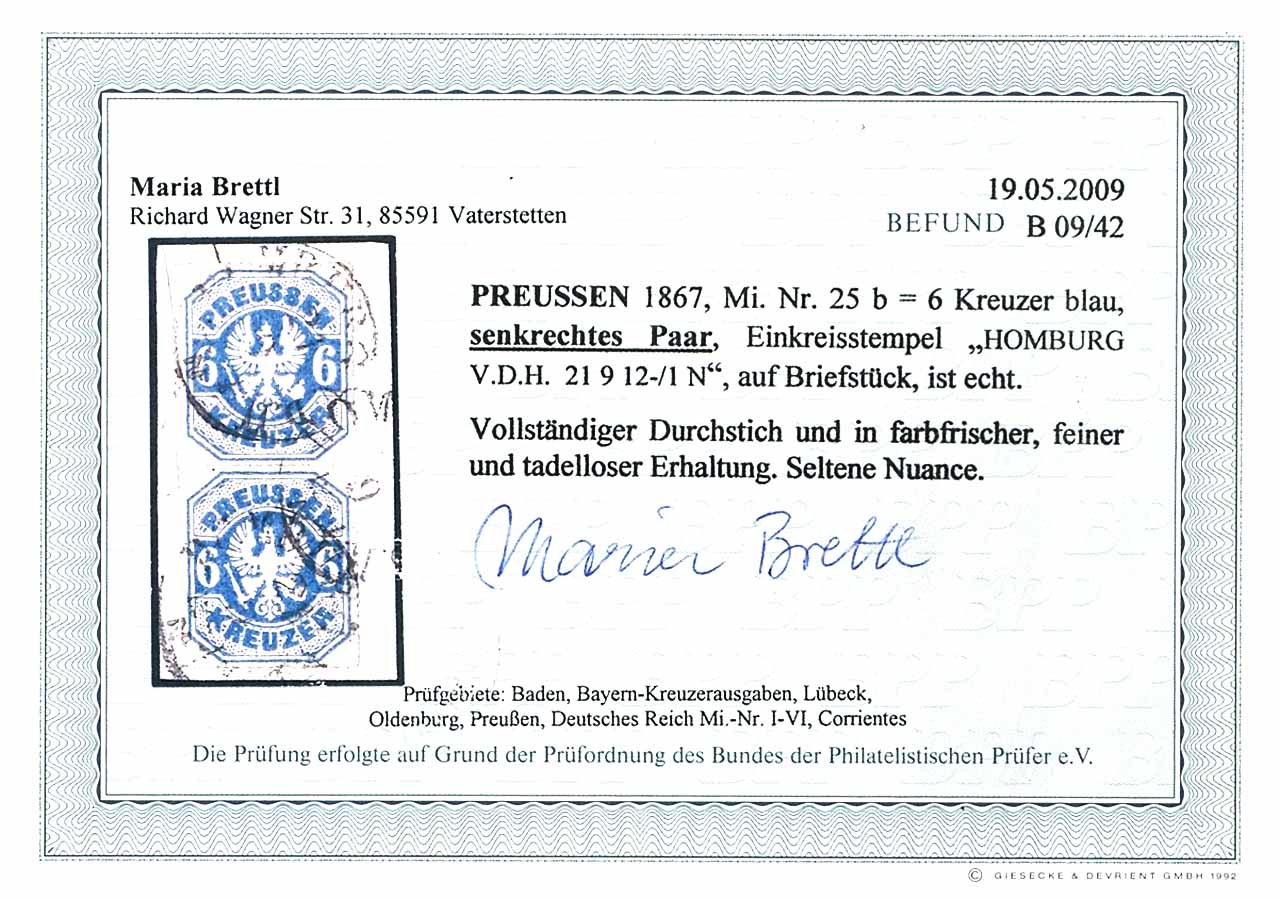 Maria Brettl
Richard Wagner Str. 31, 85591 Vaterstetten
19.05.2009
BEFUND B 09/42
PREUSSEN
6 6
KREUZER
PREUSSEN
6 6
KREUZER
PREUSSEN 1867, Mi. Nr. 25 b = 6 Kreuzer blau,
senkrechtes Paar, Einkreisstempel „HOMBURG
V.D.H. 21 9 12-/1 N“, auf Briefstück, ist echt.
Vollständiger Durchstich und in farbfrischer, feiner
und tadelloser Erhaltung. Seltene Nuance.
Maria Brettl
Prüfgebiete: Baden, Bayern-Kreuzerausgaben, Lübeck,
Oldenburg, Preußen, Deutsches Reich Mi.-Nr. I-VI, Corrientes
Die Prüfung erfolgte auf Grund der Prüfordnung des Bundes der Philatelistischen Prüfer e.V.
© GIESECKE & DEVRIENT GMBH 1992